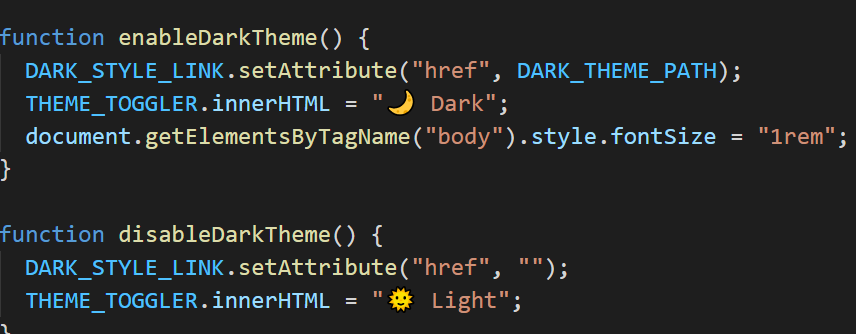 function enableDarkTheme() {
  DARK_STYLE_LINK.setAttribute("href", DARK_THEME_PATH);
  THEME_TOGGLER.innerHTML = "🌙 Dark";
  document.getElementsByTagName("body").style.fontSize = "1rem";
}

function disableDarkTheme() {
  DARK_STYLE_LINK.setAttribute("href", "");
  THEME_TOGGLER.innerHTML = "🌞 Light";
}